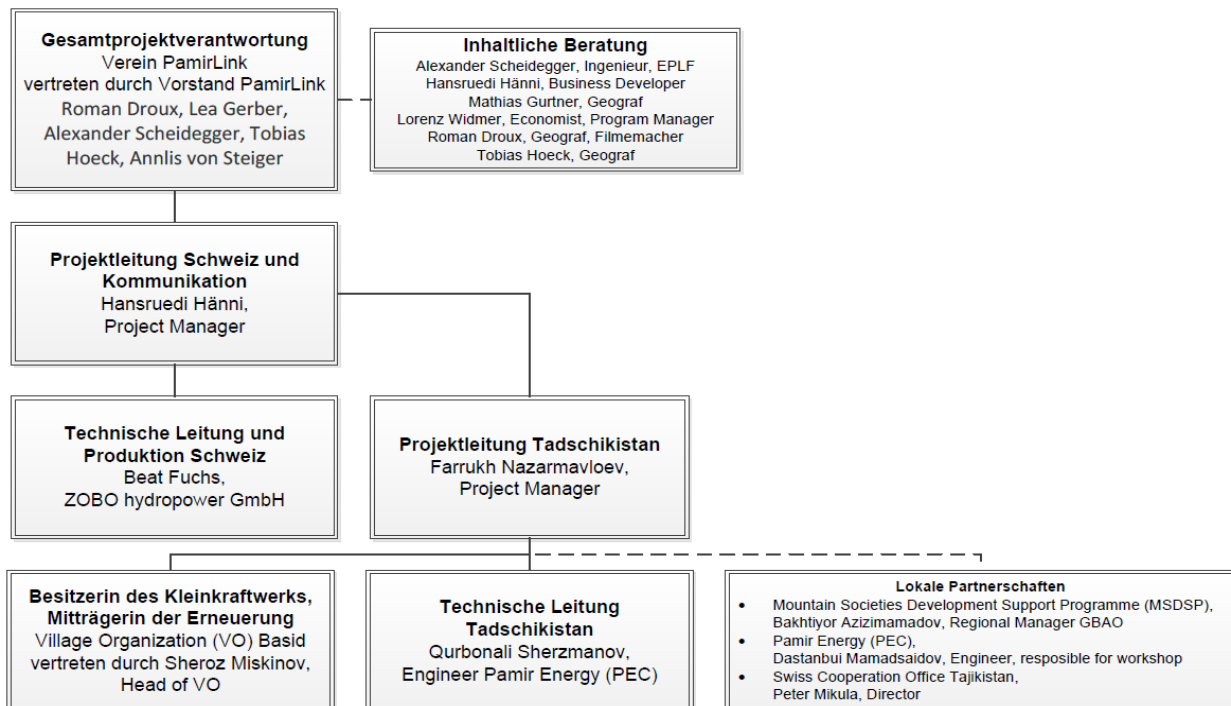 Gesamtprojektverantwortung
Verein PamirLink
vertreten durch Vorstand PamirLink
Roman Droux, Lea Gerber,
Alexander Scheidegger, Tobias
Hoeck, Annlis von Steiger
Inhaltliche Beratung
Alexander Scheidegger, Ingenieur, EPLF
Hansruedi Hänni, Business Developer
Mathias Gurtner, Geograf
Lorenz Widmer, Economist, Program Manager
Roman Droux, Geograf, Filmemacher
Tobias Hoeck, Geograf
Projektleitung Schweiz und
Kommunikation
Hansruedi Hänni,
Project Manager
Technische Leitung und
Produktion Schweiz
Beat Fuchs,
ZOBO hydropower GmbH
Projektleitung Tadschikistan
Farrukh Nazarmavloev,
Project Manager
Besitzerin des Kleinkraftwerks,
Mitträgerin der Erneuerung
Village Organization (VO) Basid
vertreten durch Sheroz Miskinov,
Head of VO
Technische Leitung
Tadschikistan
Qurbonali Sherzmanov,
Engineer Pamir Energy (PEC)
Lokale Partnerschaften
• Mountain Societies Development Support Programme (MSDSP),
Bakhtiyor Azizimamadov, Regional Manager GBAO
• Pamir Energy (PEC),
Dastanbui Mamadsaidov, Engineer, resposible for workshop
• Swiss Cooperation Office Tajikistan,
Peter Mikula, Director